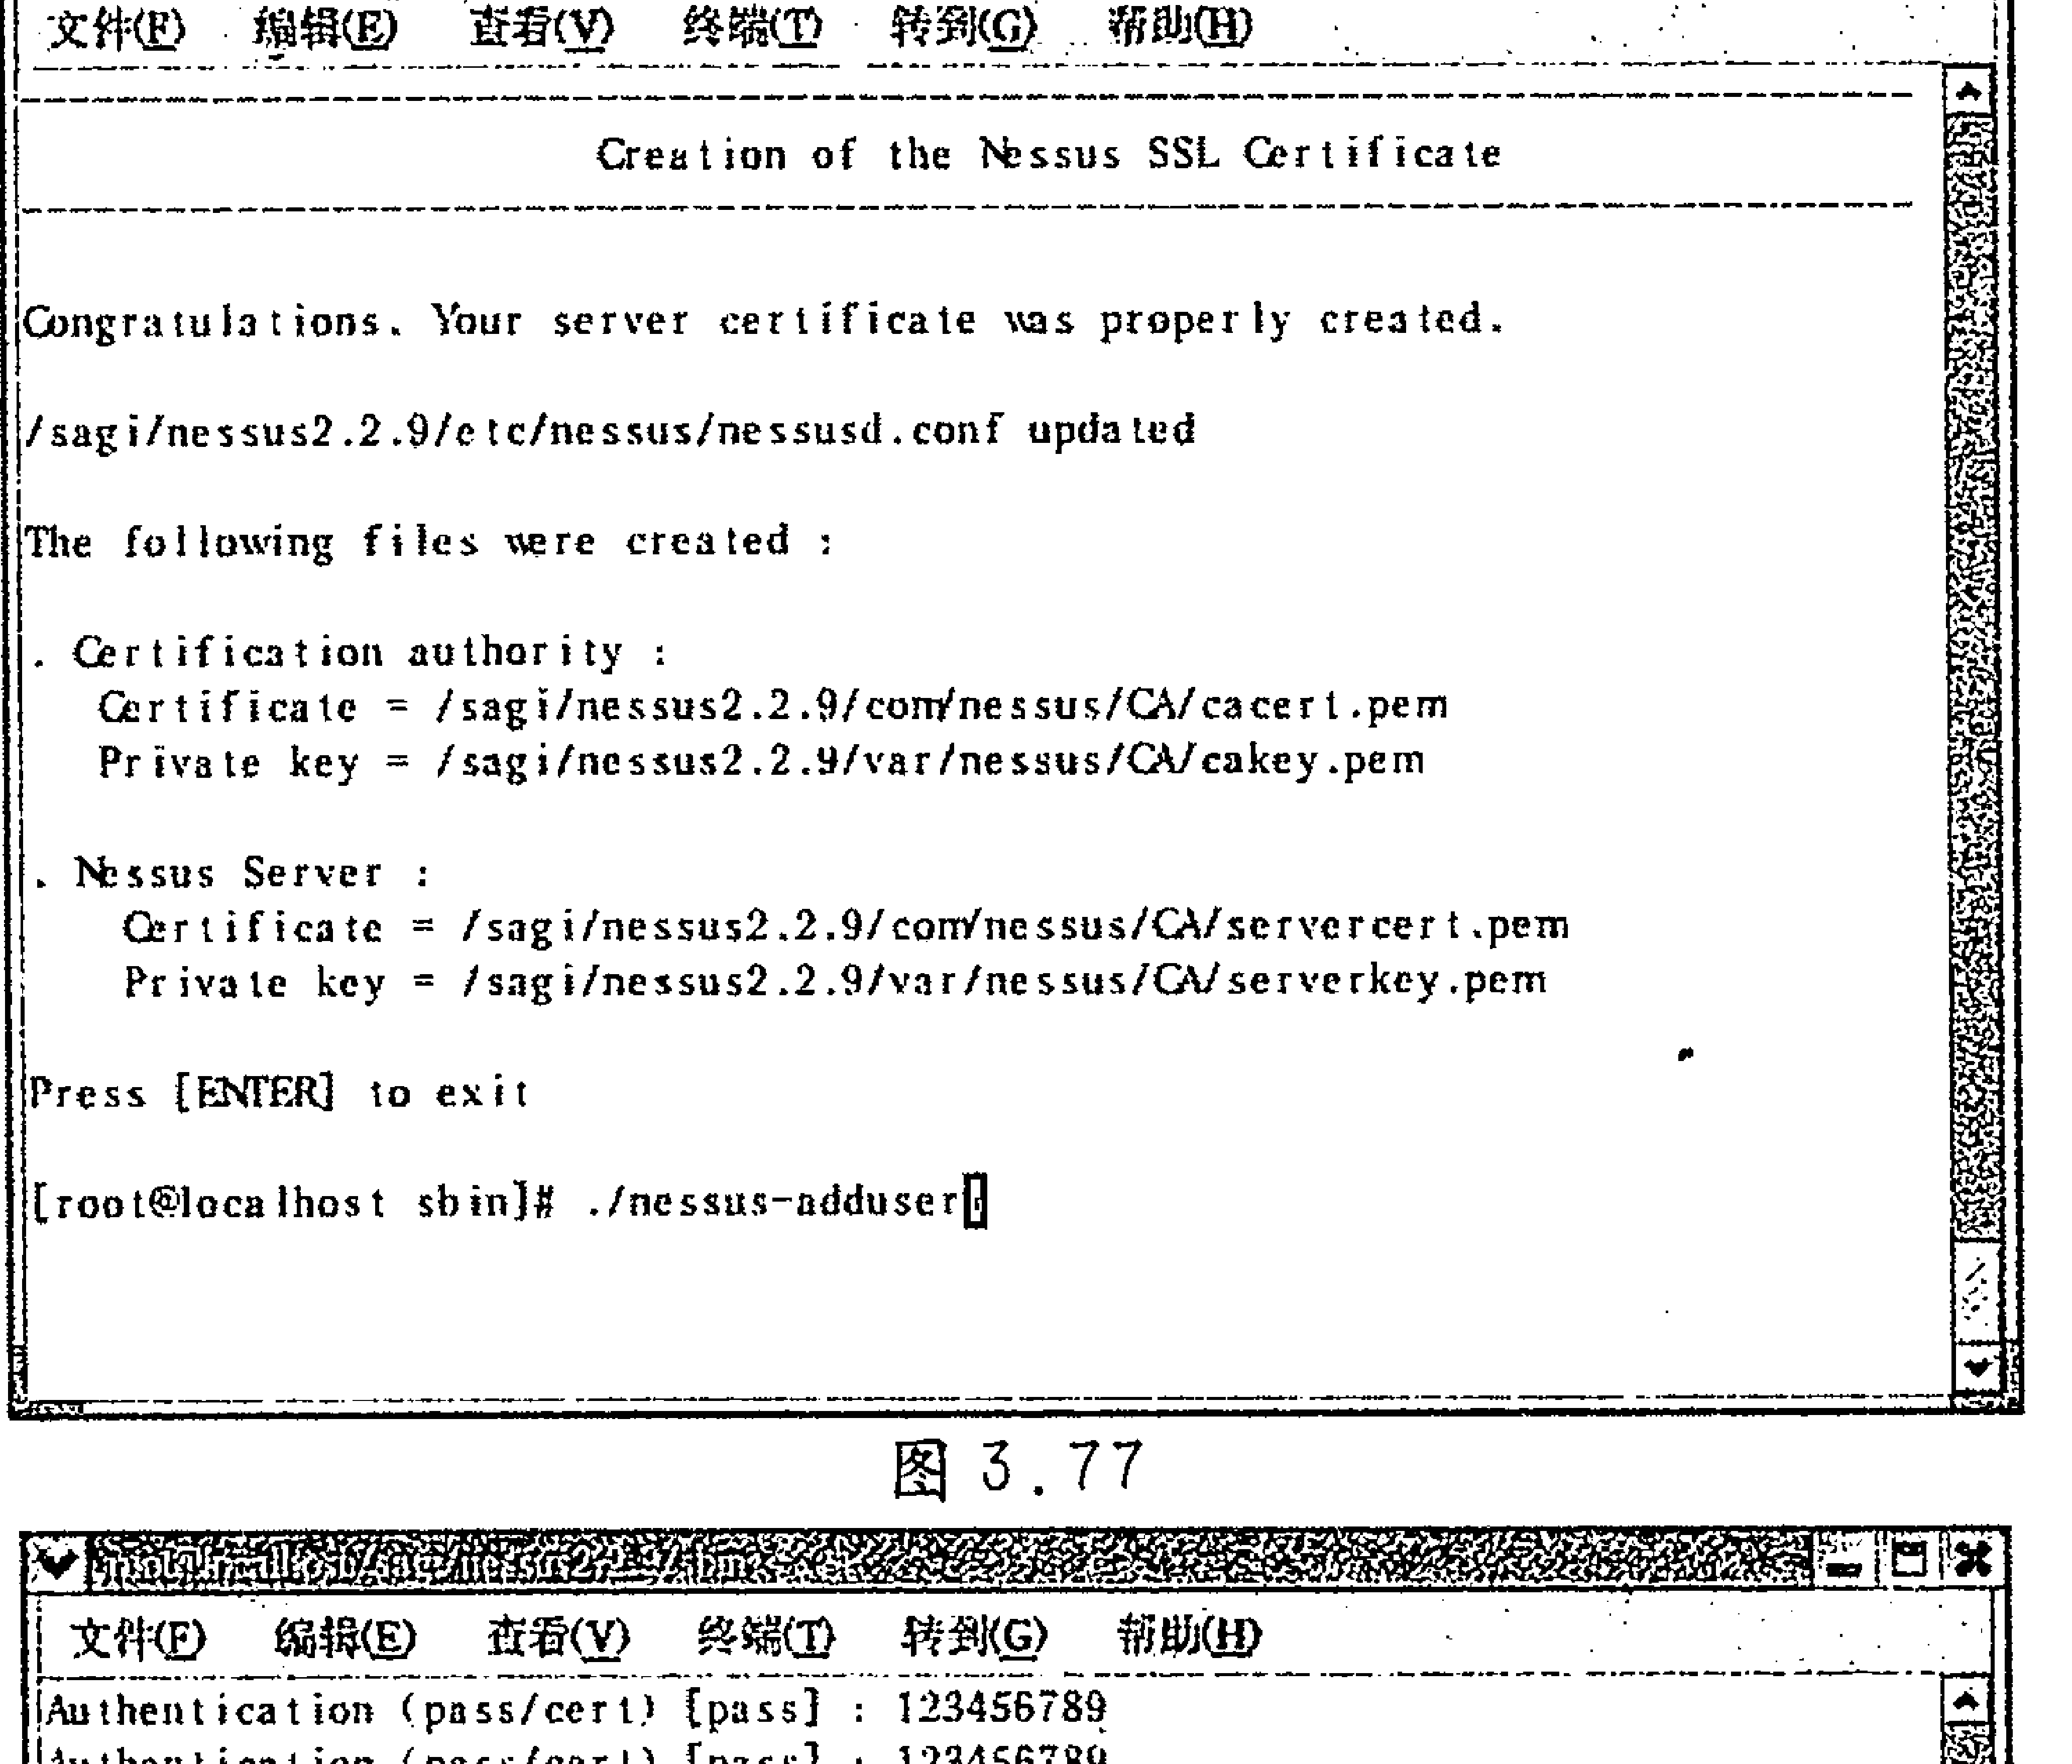 文件(F) 编辑(E) 查看(V) 终端(T) 转到(G) 帮助(H)
Creation of the Nessus SSL Certificate
Congratulations. Your server certificate was properly created.
/sagi/nessus2.2.9/etc/nessus/nessusd.conf updated
The following files were created :
. Certification authority :
Certificate = /sagi/nessus2.2.9/com/nessus/CA/cacert.pem
Private key = /sagi/nessus2.2.9/var/nessus/CA/cakey.pem
. Nessus Server :
Certificate = /sagi/nessus2.2.9/com/nessus/CA/servercert.pem
Private key = /sagi/nessus2.2.9/var/nessus/CA/serverkey.pem
Press [ENTER] to exit
[root@localhost sbin]# ./nessus-adduser
图 3.77
文件(F) 编辑(E) 查看(V) 终端(T) 转到(G) 帮助(H)
Authentication (pass/cert) [pass] : 123456789
Authentication (pass/cert) [pass] : 123456789